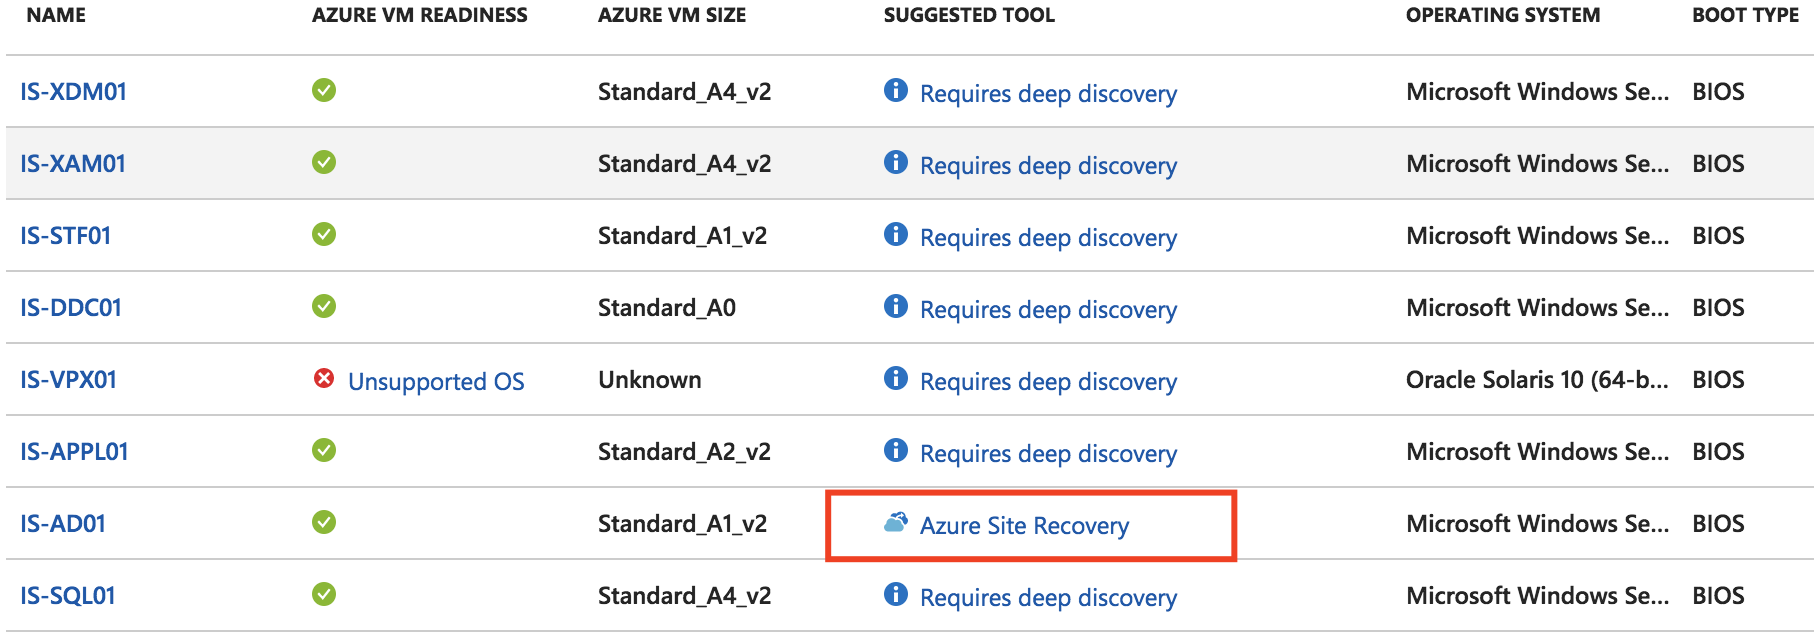 NAME AZURE VM READINESS AZURE VM SIZE SUGGESTED TOOL OPERATING SYSTEM BOOT TYPE
IS-XDM01 Standard_A4_v2 Requires deep discovery Microsoft Windows Se... BIOS
IS-XAM01 Standard_A4_v2 Requires deep discovery Microsoft Windows Se... BIOS
IS-STF01 Standard_A1_v2 Requires deep discovery Microsoft Windows Se... BIOS
IS-DDC01 Standard_A0 Requires deep discovery Microsoft Windows Se... BIOS
IS-VPX01 Unsupported OS Unknown Requires deep discovery Oracle Solaris 10 (64-b... BIOS
IS-APPL01 Standard_A2_v2 Requires deep discovery Microsoft Windows Se... BIOS
IS-AD01 Standard_A1_v2 Azure Site Recovery Microsoft Windows Se... BIOS
IS-SQL01 Standard_A4_v2 Requires deep discovery Microsoft Windows Se... BIOS